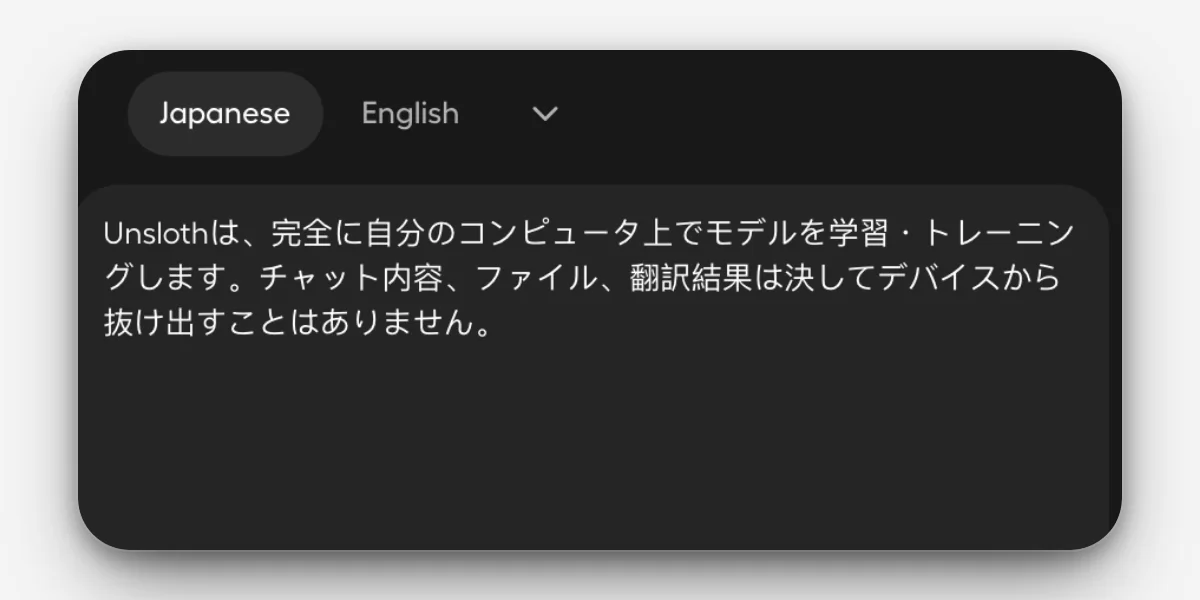 Japanese English
Unslothは、完全に自分のコンピュータ上でモデルを学習・トレーニン
グします。チャット内容、ファイル、翻訳結果は決してデバイスから
抜け出すことはありません。